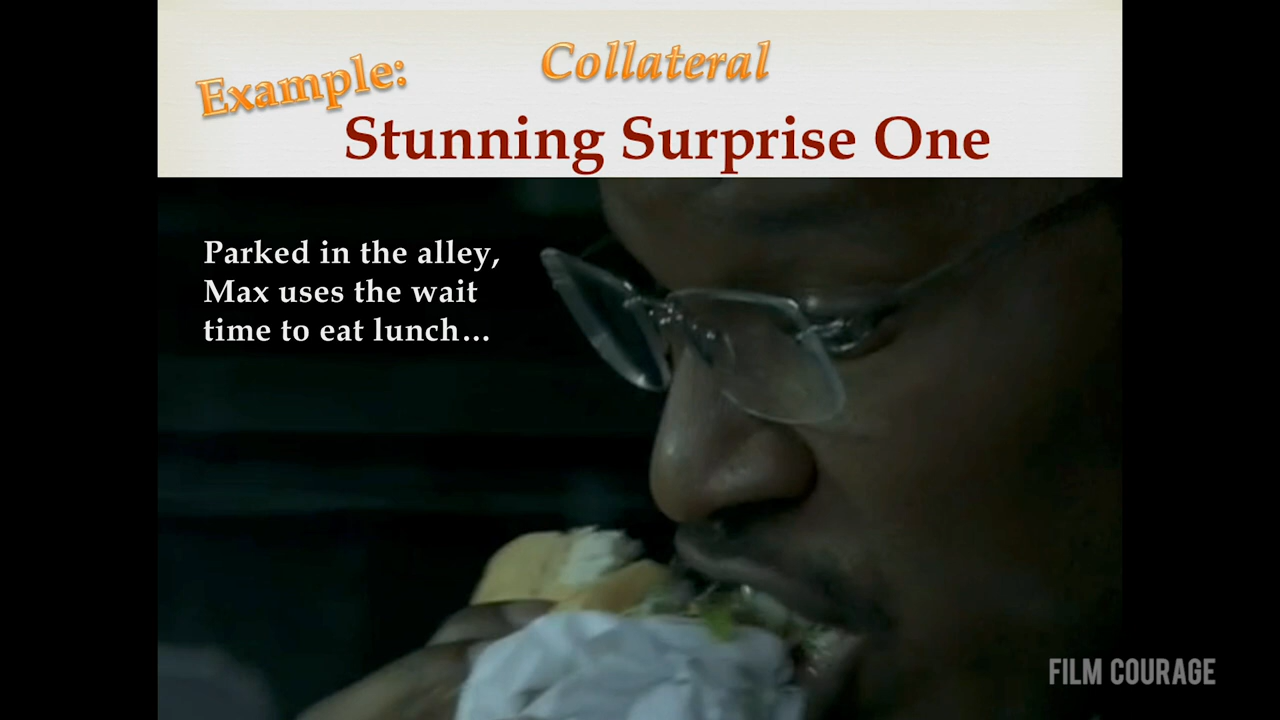 Example:
Collateral
Stunning Surprise One
Parked in the alley,
Max uses the wait
time to eat lunch…
FILM COURAGE